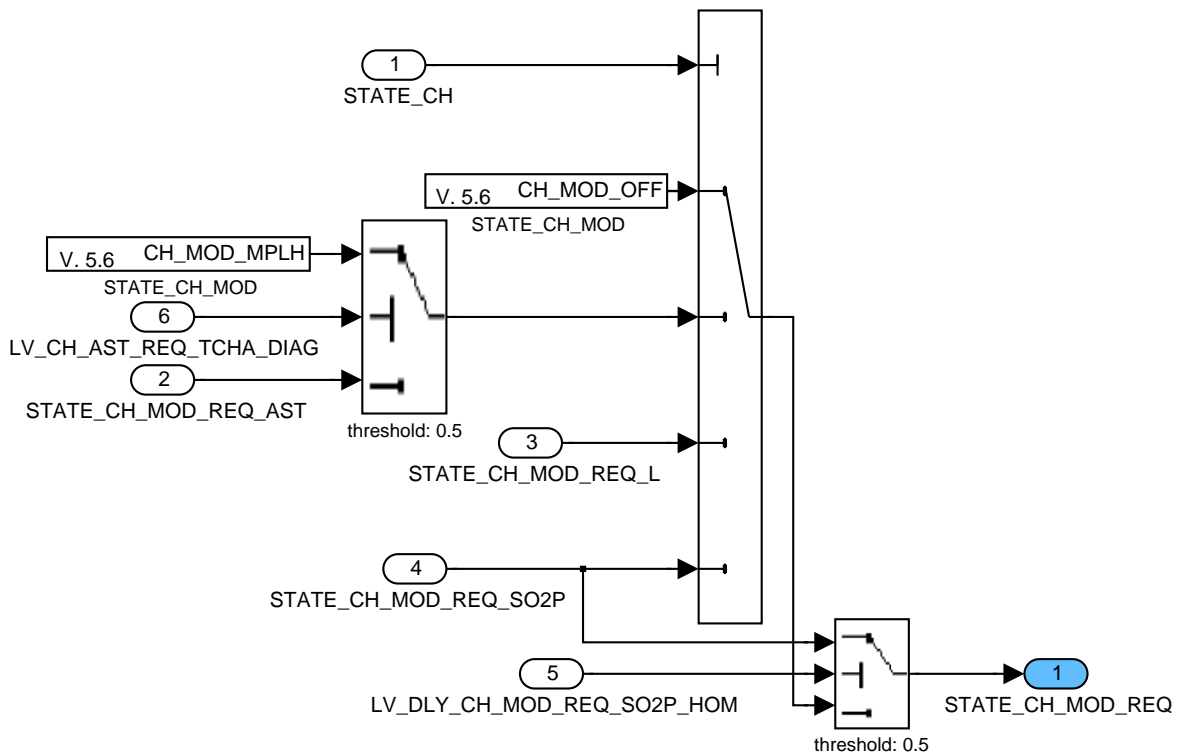 1
STATE_CH
V. 5.6 CH_MOD_OFF
STATE_CH_MOD
V. 5.6 CH_MOD_MPLH
STATE_CH_MOD
6
LV_CH_AST_REQ_TCHA_DIAG
2
STATE_CH_MOD_REQ_AST
threshold: 0.5
3
STATE_CH_MOD_REQ_L
4
STATE_CH_MOD_REQ_SO2P
5
LV_DLY_CH_MOD_REQ_SO2P_HOM
1
STATE_CH_MOD_REQ
threshold: 0.5